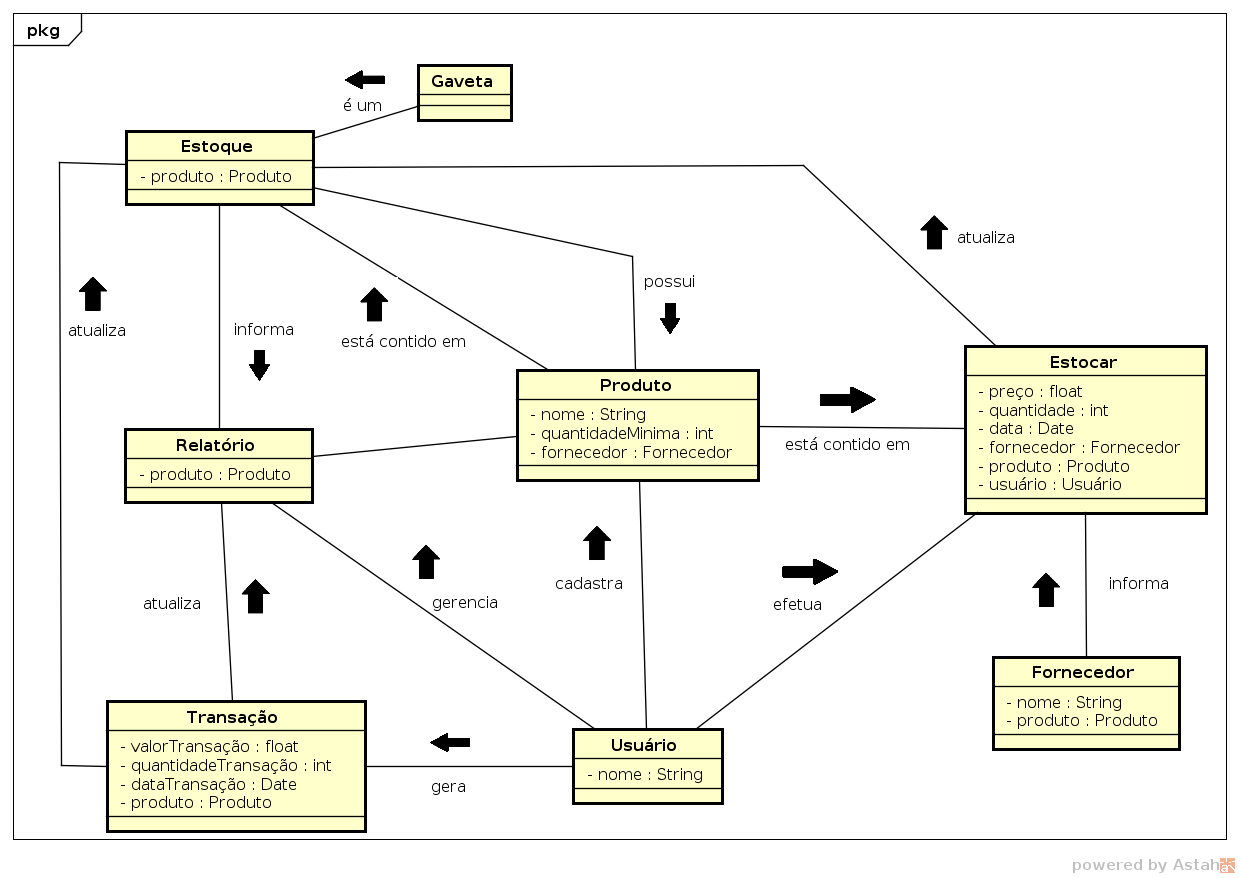 pkg
Gaveta
é um
Estoque
- produto : Produto
atualiza
possui
atualiza
informa
está contido em
Estocar
- preço : float
- quantidade : int
- data : Date
- fornecedor : Fornecedor
- produto : Produto
- usuário : Usuário
Produto
- nome : String
- quantidadeMinima : int
- fornecedor : Fornecedor
está contido em
Relatório
- produto : Produto
cadastra
informa
atualiza
gerencia
efetua
Fornecedor
- nome : String
- produto : Produto
Transação
- valorTransação : float
- quantidadeTransação : int
- dataTransação : Date
- produto : Produto
gera
Usuário
- nome : String
powered by Astah